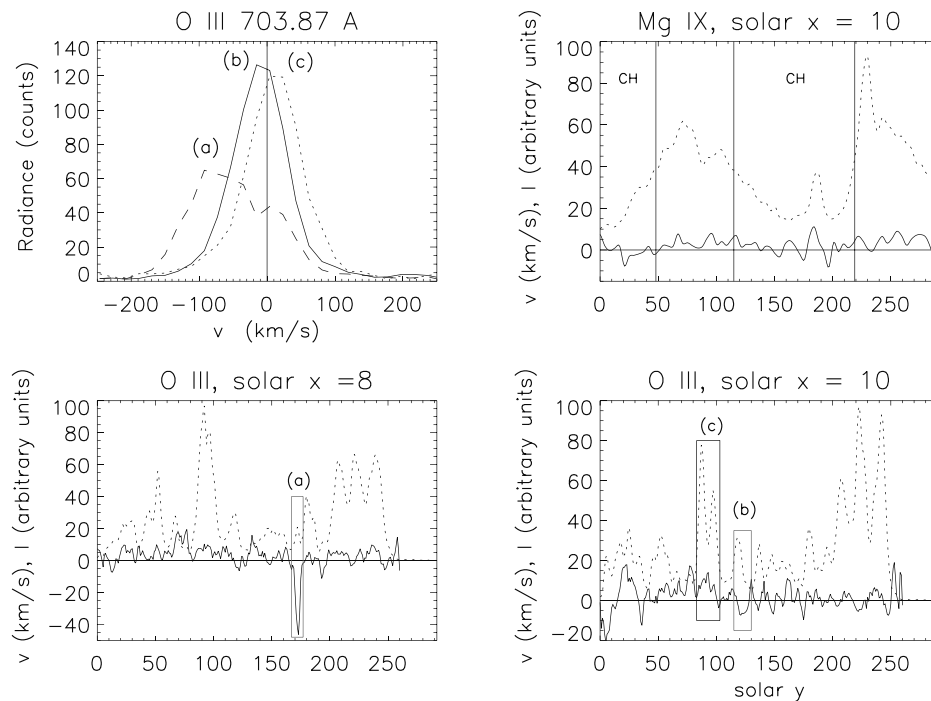 O III 703.87 A
Radiance (counts)
140
120
100
80
60
40
20
0
(a)
(b)
(c)
−200 −100 0 100 200
v (km/s)
Mg IX, solar x = 10
v (km/s), I (arbitrary units)
100
80
60
40
20
0
CH
CH
0 50 100 150 200 250
O III, solar x =8
v (km/s), I (arbitrary units)
100
80
60
40
20
0
−20
−40
(a)
0 50 100 150 200 250
O III, solar x = 10
v (km/s), I (arbitrary units)
100
80
60
40
20
0
−20
(c)
(b)
0 50 100 150 200 250
solar y